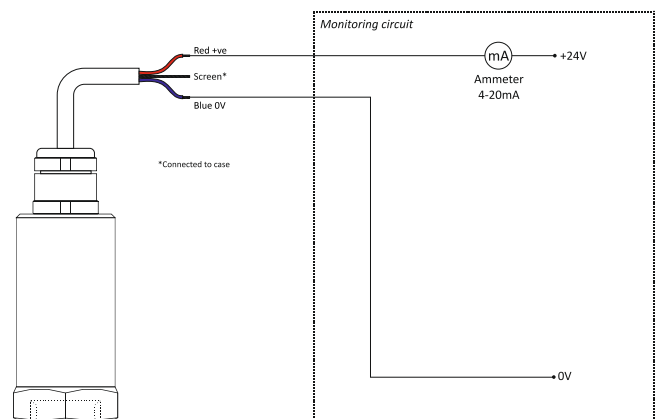 Monitoring circuit
Red +ve
mA
+24V
Screen*
Ammeter
4-20mA
Blue 0V
*Connected to case
0V